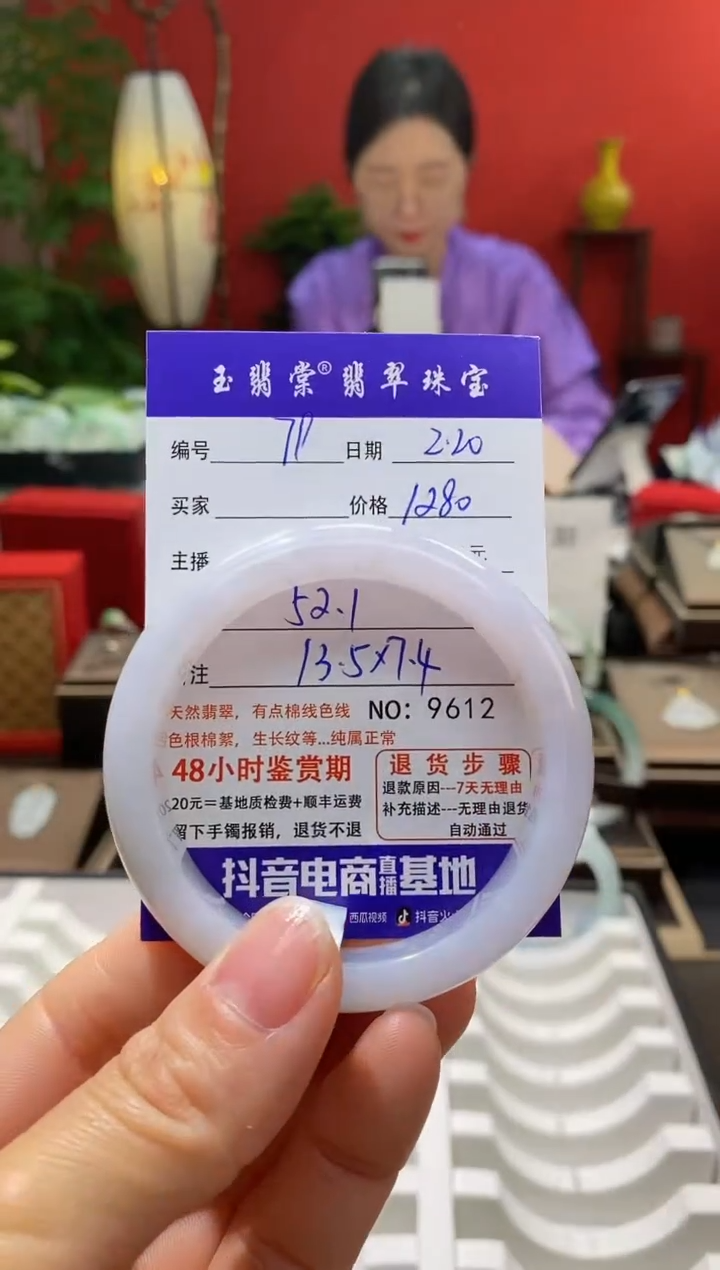 玉翡棠®翡翠珠宝
编号 日期 2.20
买家 价格 1280
主播 元
52.1
注 13.5×7.4
天然翡翠，有点棉线色线 NO: 9612
色根棉絮，生长纹等...纯属正常
48小时鉴赏期
20元=基地质检费+顺丰运费
留下手镯报销，退货不退
退货步骤
退款原因---7天无理由
补充描述---无理由退货
自动通过
抖音电商直播基地
西瓜视频 抖音火